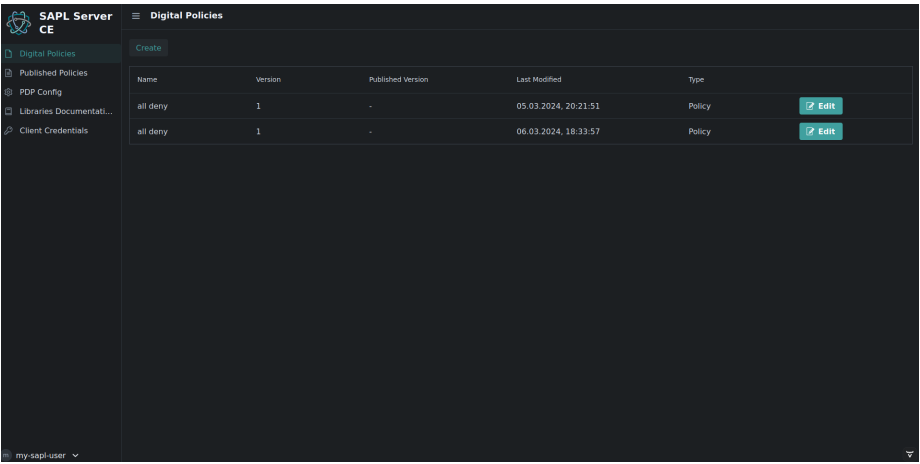 SAPL Server CE
Digital Policies
Published Policies
PDP Config
Libraries Documentati...
Client Credentials
my-sapl-user
Digital Policies
Create
Name Version Published Version Last Modified Type
all deny 1 - 05.03.2024, 20:21:51 Policy Edit
all deny 1 - 06.03.2024, 18:33:57 Policy Edit